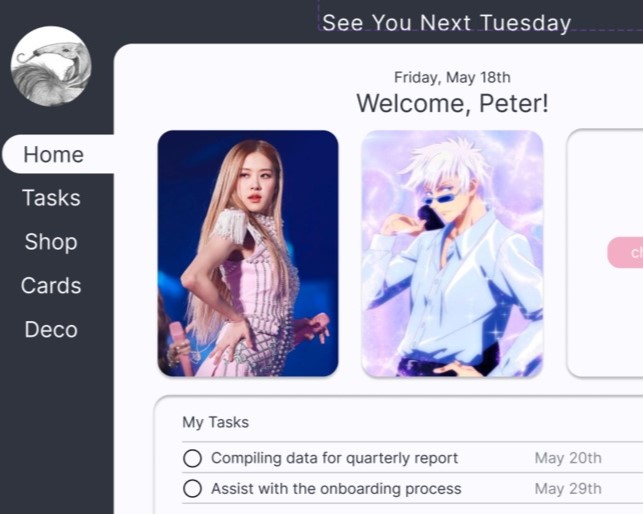 See You Next Tuesday
Friday, May 18th
Welcome, Peter!
Home
Tasks
Shop
Cards
Deco
My Tasks
Compiling data for quarterly report May 20th
Assist with the onboarding process May 29th